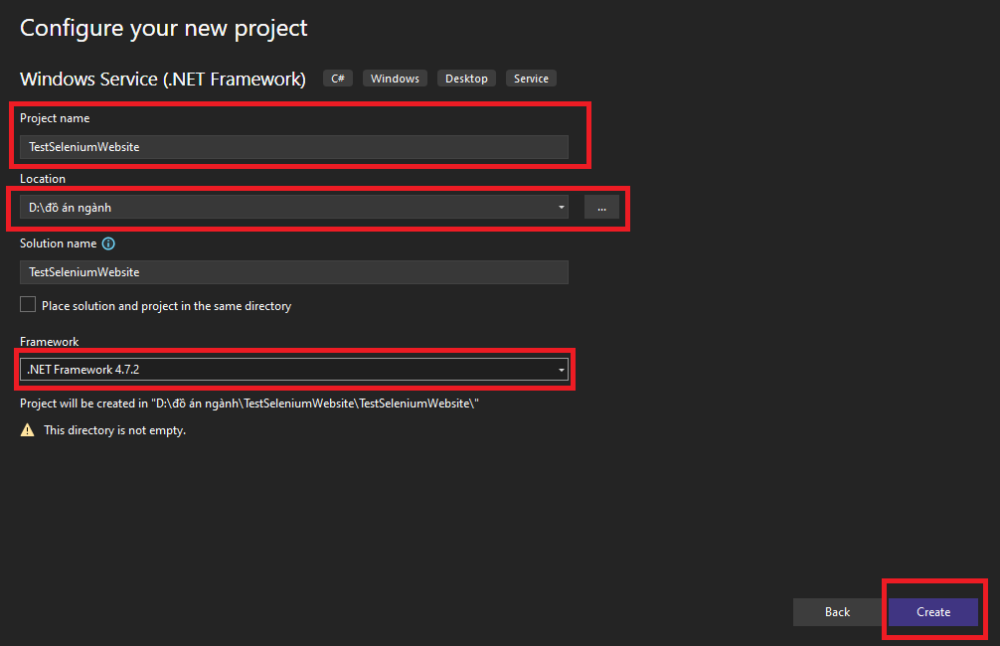 Configure your new project
Windows Service (.NET Framework) C# Windows Desktop Service
Project name
TestSeleniumWebsite
Location
D:\đồ án ngành ...
Solution name
TestSeleniumWebsite
Place solution and project in the same directory
Framework
.NET Framework 4.7.2
Project will be created in "D:\đồ án ngành\TestSeleniumWebsite\TestSeleniumWebsite\"
This directory is not empty.
Back Create